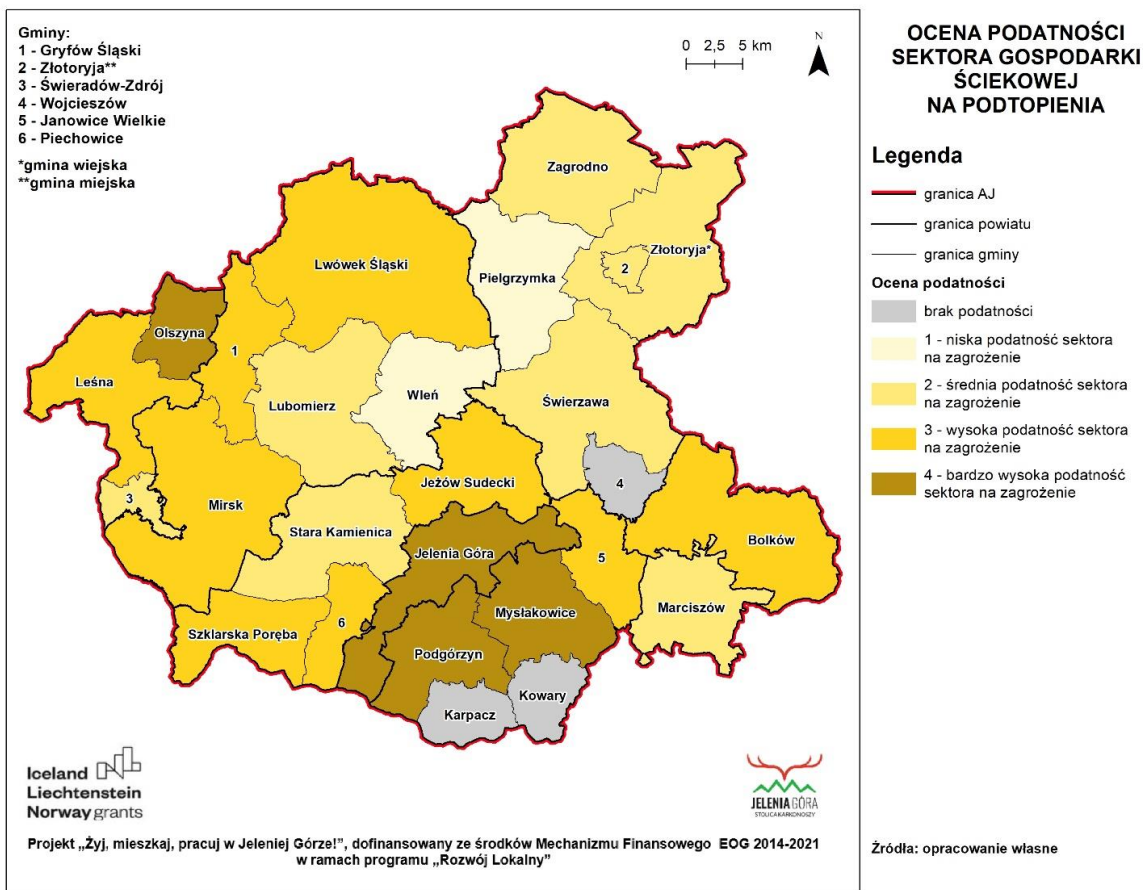 Gminy:
1 - Gryfów Śląski
2 - Złotoryja**
3 - Świeradów-Zdrój
4 - Wojcieszów
5 - Janowice Wielkie
6 - Piechowice
*gmina wiejska
**gmina miejska
0 2,5 5 km
N
Zagrodno
Złotoryja*
2
Pielgrzymka
Lwówek Śląski
Olszyna
1
Leśna
Lubomierz
Wleń
Świerzawa
4
3
Mirsk
Jeżów Sudecki
Stara Kamienica
Jelenia Góra
5
Bolków
Mysłakowice
Marciszów
6
Szklarska Poręba
Podgórzyn
Kowary
Karpacz
Iceland
Liechtenstein
Norway grants
JELENIA GÓRA
STOLICA KARKONOSZY
Projekt „Żyj, mieszkaj, pracuj w Jeleniej Górze!”, dofinansowany ze środków Mechanizmu Finansowego EOG 2014-2021
w ramach programu „Rozwój Lokalny”
OCENA PODATNOŚCI
SEKTORA GOSPODARKI
ŚCIEKOWEJ
NA PODTOPIENIA
Legenda
granica AJ
granica powiatu
granica gminy
Ocena podatności
brak podatności
1 - niska podatność sektora
na zagrożenie
2 - średnia podatność sektora
na zagrożenie
3 - wysoka podatność sektora
na zagrożenie
4 - bardzo wysoka podatność
sektora na zagrożenie
Źródła: opracowanie własne